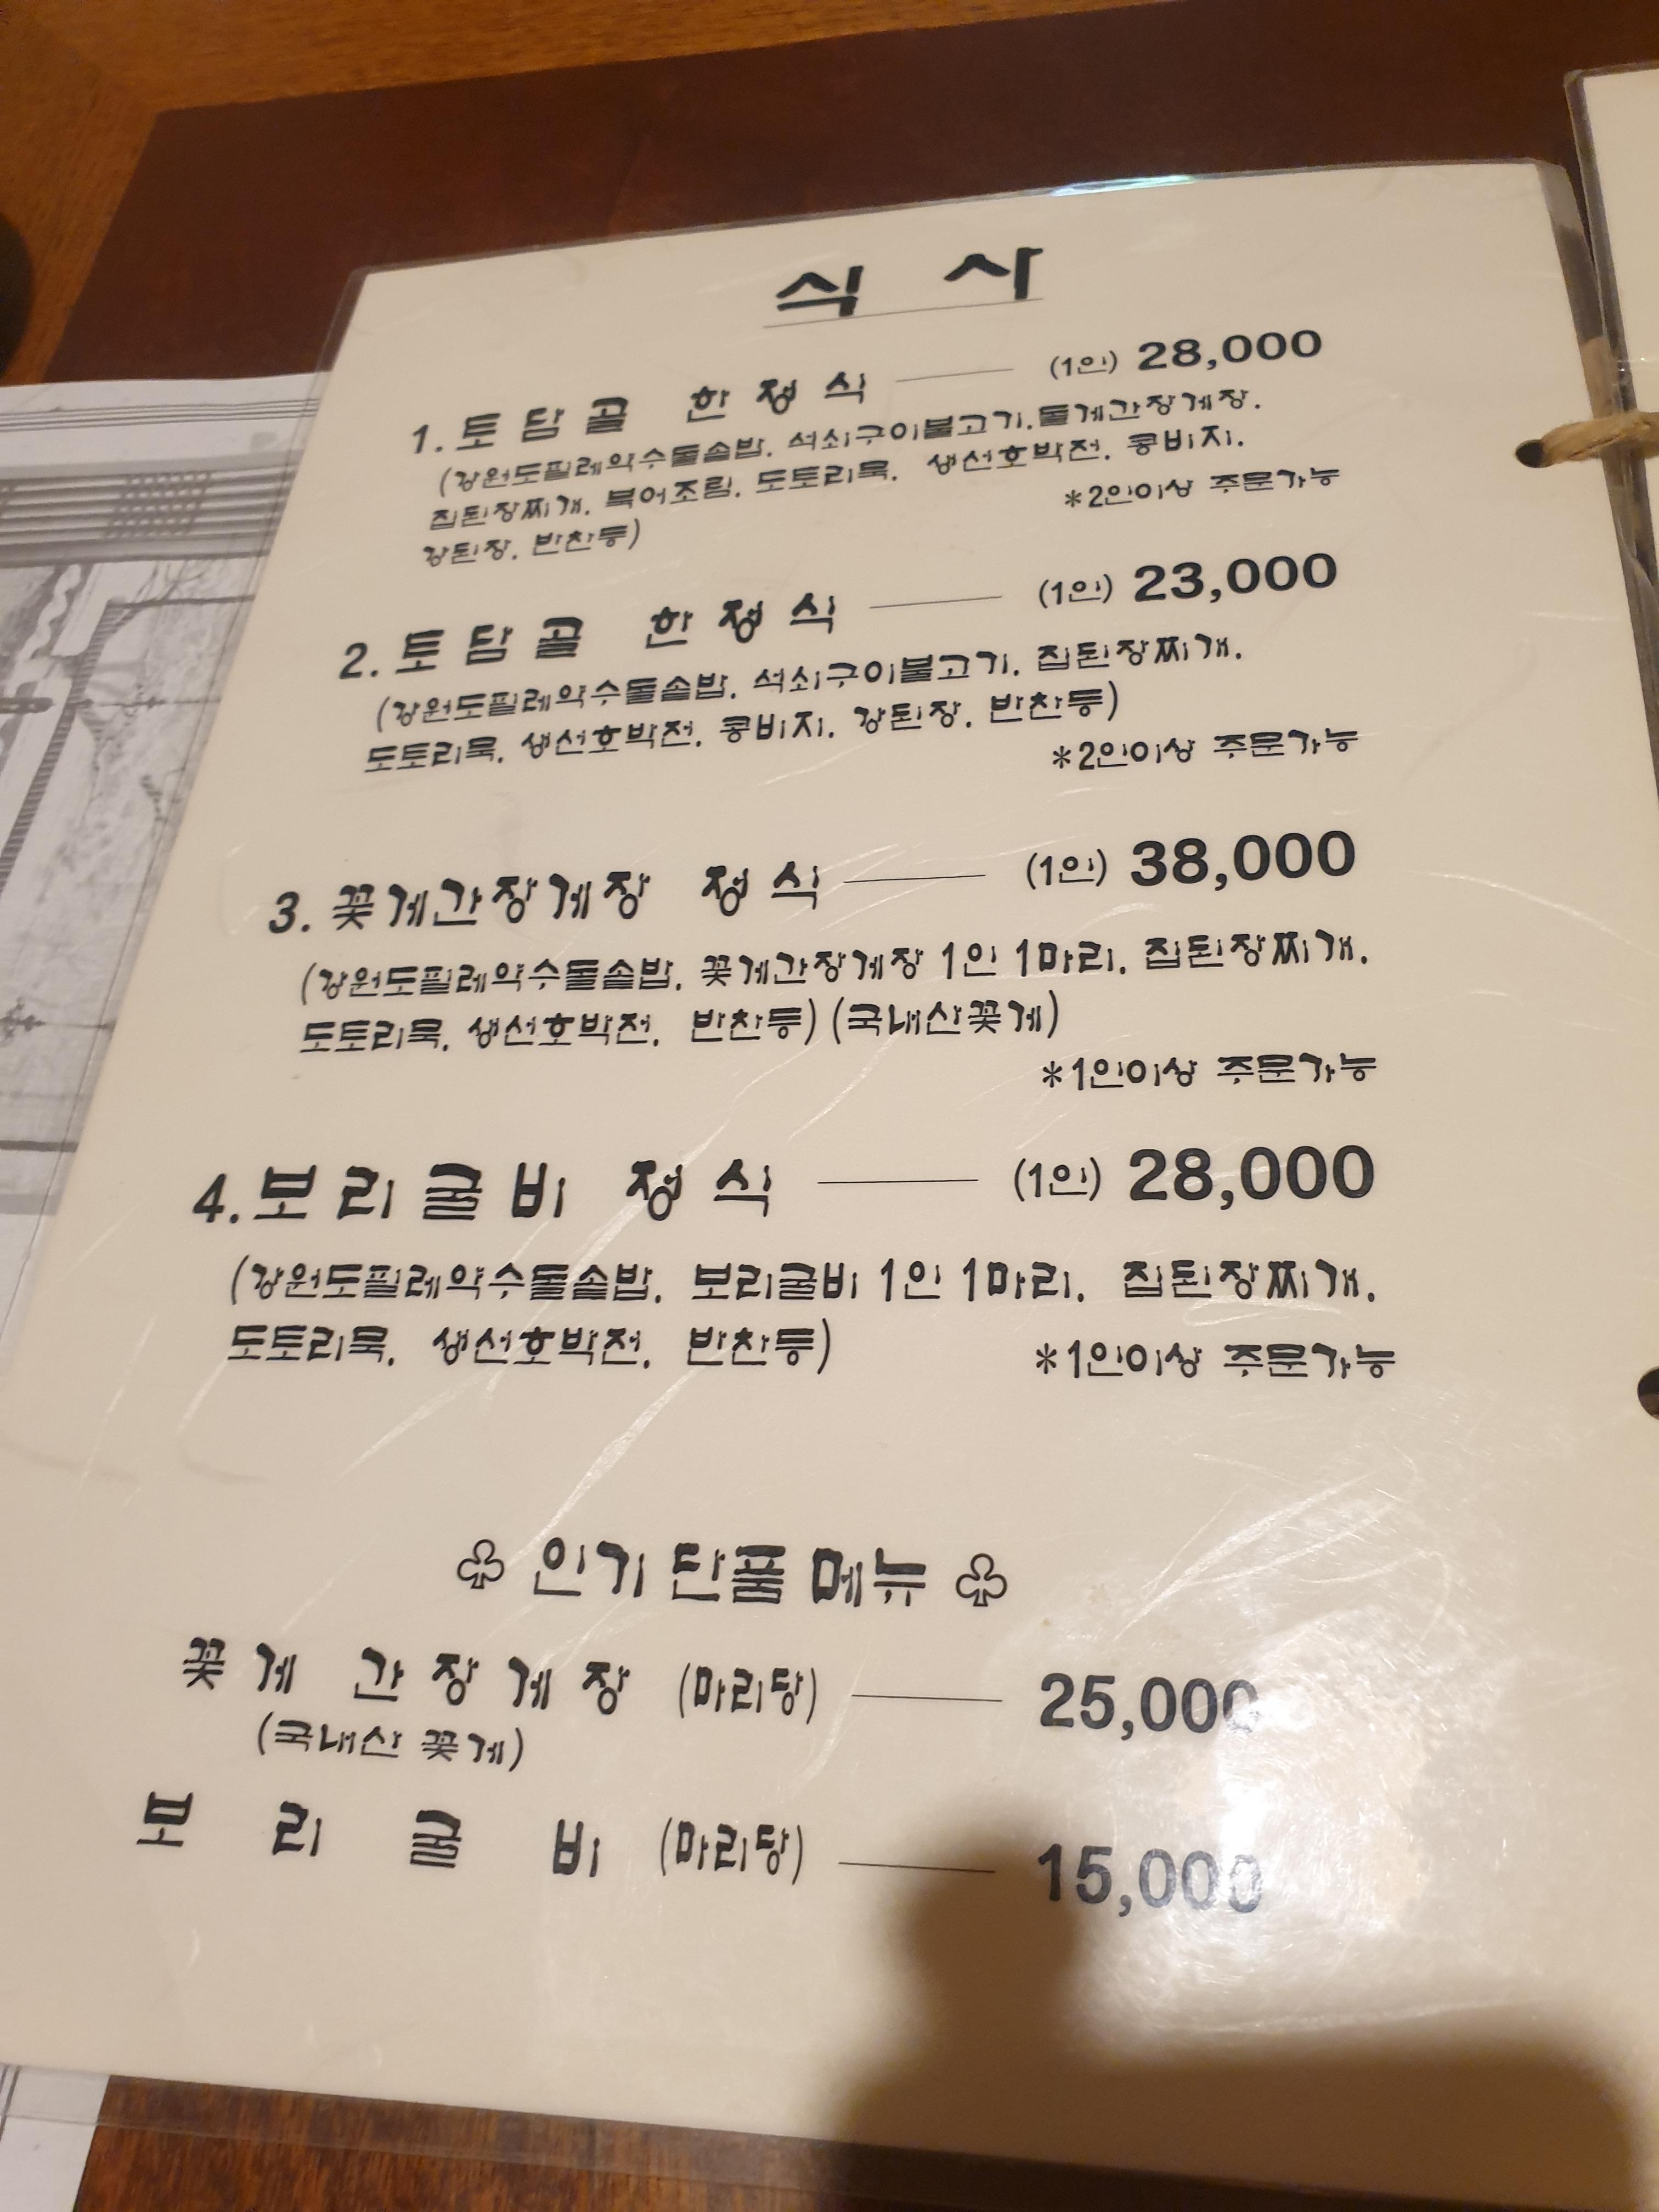 식 사
1. 토담골 한정식 (1인) 28,000
(강원도필례약수돌솥밥, 석쇠구이불고기, 돌게간장게장,
집된장찌개, 북어조림, 도토리묵, 생선호박전, 콩비지,
강된장, 반찬등)
*2인이상 주문가능
2. 토담골 한정식 (1인) 23,000
(강원도필례약수돌솥밥, 석쇠구이불고기, 집된장찌개,
도토리묵, 생선호박전, 콩비지, 강된장, 반찬등)
*2인이상 주문가능
3. 꽃게간장게장 정식 (1인) 38,000
(강원도필례약수돌솥밥, 꽃게간장게장 1인 1마리, 집된장찌개,
도토리묵, 생선호박전, 반찬등) (국내산꽃게)
*1인이상 주문가능
4. 보리굴비 정식 (1인) 28,000
(강원도필례약수돌솥밥, 보리굴비 1인 1마리, 집된장찌개,
도토리묵, 생선호박전, 반찬등)
*1인이상 주문가능
♧ 인기 단품 메뉴 ♧
꽃게 간장게장 (마리당) 25,000
(국내산 꽃게)
보리굴비 (마리당) 15,000